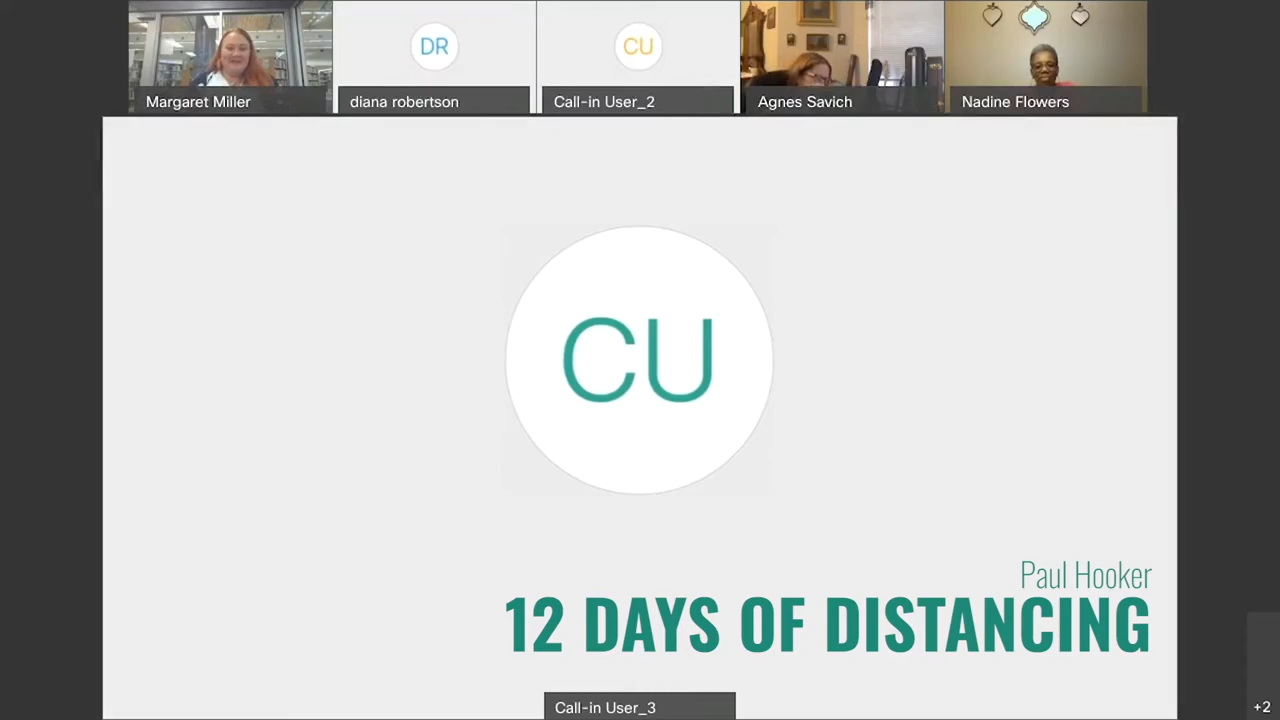 DR
CU
Margaret Miller
diana robertson
Call-in User_2
Agnes Savich
Nadine Flowers
CU
Paul Hooker
12 DAYS OF DISTANCING
Call-in User_3
+2